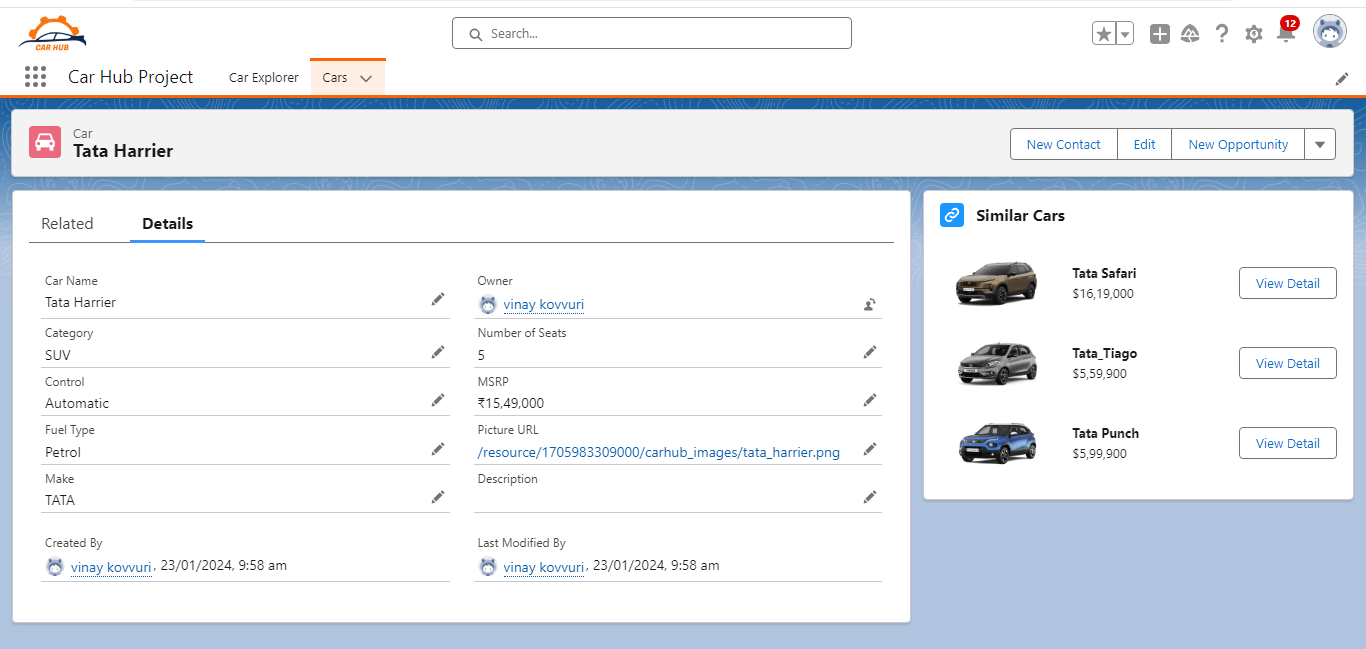 CAR HUB
Search...
12
Car Hub Project
Car Explorer
Cars
Car
Tata Harrier
New Contact
Edit
New Opportunity
Related
Details
Car Name
Tata Harrier
Owner
vinay kovvuri
Category
SUV
Number of Seats
5
Control
Automatic
MSRP
₹15,49,000
Fuel Type
Petrol
Picture URL
/resource/1705983309000/carhub_images/tata_harrier.png
Make
TATA
Description
Created By
vinay kovvuri, 23/01/2024, 9:58 am
Last Modified By
vinay kovvuri, 23/01/2024, 9:58 am
Similar Cars
Tata Safari
$16,19,000
View Detail
Tata_Tiago
$5,59,900
View Detail
Tata Punch
$5,99,900
View Detail